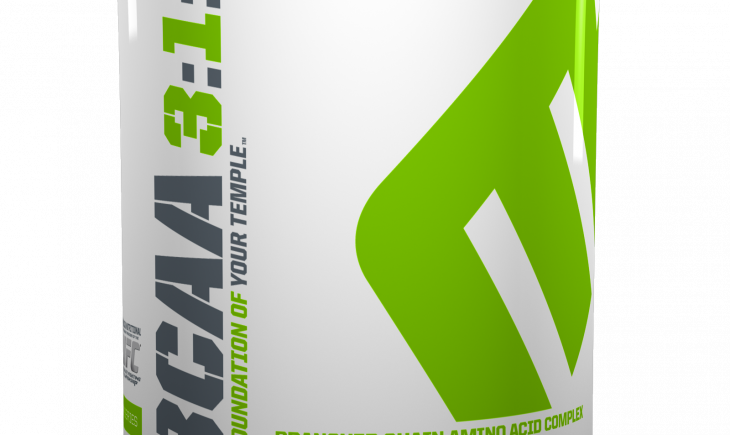 BCAA 3:1:
FOUNDATION OF YOUR TEMPLE™
BRANCHED CHAIN AMINO ACID COMPLEX